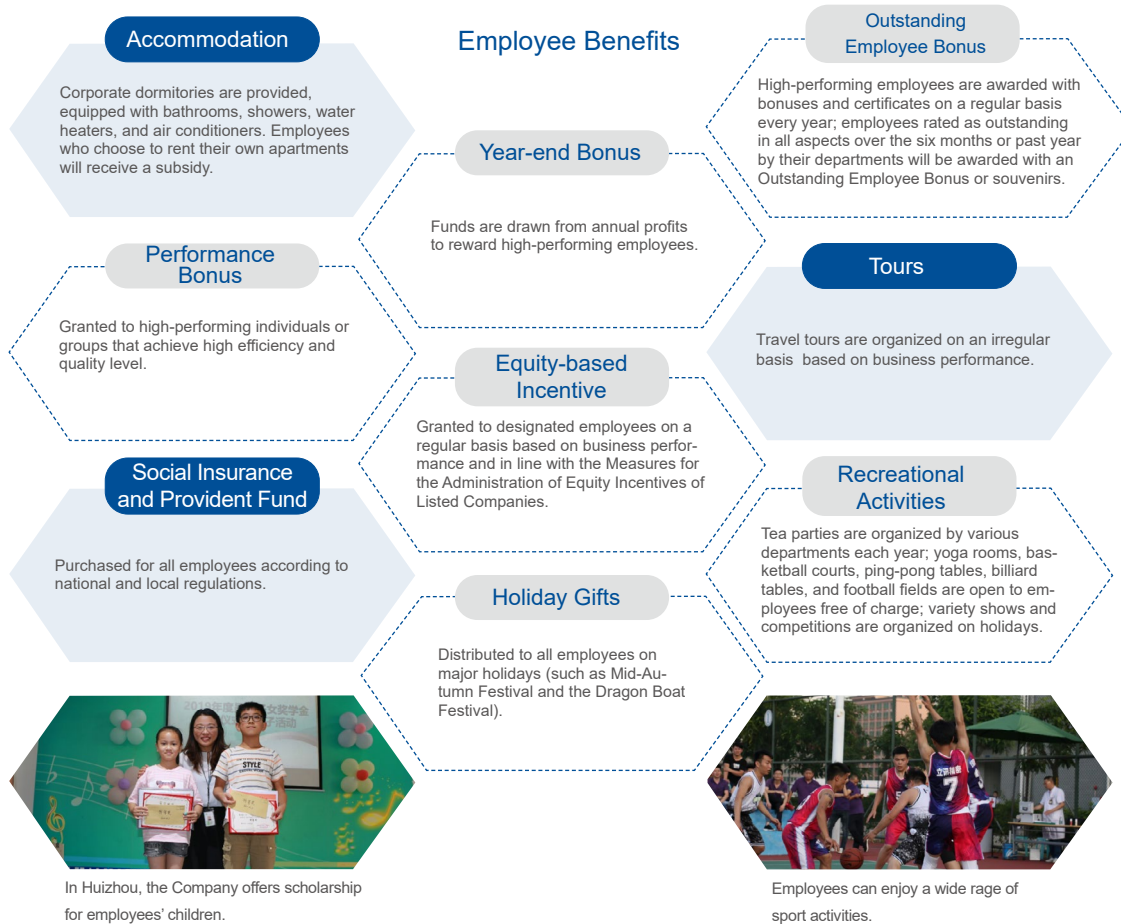 Employee Benefits
Accommodation
Corporate dormitories are provided,
equipped with bathrooms, showers, water
heaters, and air conditioners. Employees
who choose to rent their own apartments
will receive a subsidy.
Year-end Bonus
Funds are drawn from annual profits
to reward high-performing employees.
Outstanding
Employee Bonus
High-performing employees are awarded with
bonuses and certificates on a regular basis
every year; employees rated as outstanding
in all aspects over the six months or past year
by their departments will be awarded with an
Outstanding Employee Bonus or souvenirs.
Performance
Bonus
Granted to high-performing individuals or
groups that achieve high efficiency and
quality level.
Equity-based
Incentive
Granted to designated employees on a
regular basis based on business perfor-
mance and in line with the Measures for
the Administration of Equity Incentives of
Listed Companies.
Tours
Travel tours are organized on an irregular
basis  based on business performance.
Social Insurance
and Provident Fund
Purchased for all employees according to
national and local regulations.
Holiday Gifts
Distributed to all employees on
major holidays (such as Mid-Au-
tumn Festival and the Dragon Boat
Festival).
Recreational
Activities
Tea parties are organized by various
departments each year; yoga rooms, bas-
ketball courts, ping-pong tables, billiard
tables, and football fields are open to em-
ployees free of charge; variety shows and
competitions are organized on holidays.
STYLE
7
In Huizhou, the Company offers scholarship
for employees' children.
Employees can enjoy a wide rage of
sport activities.